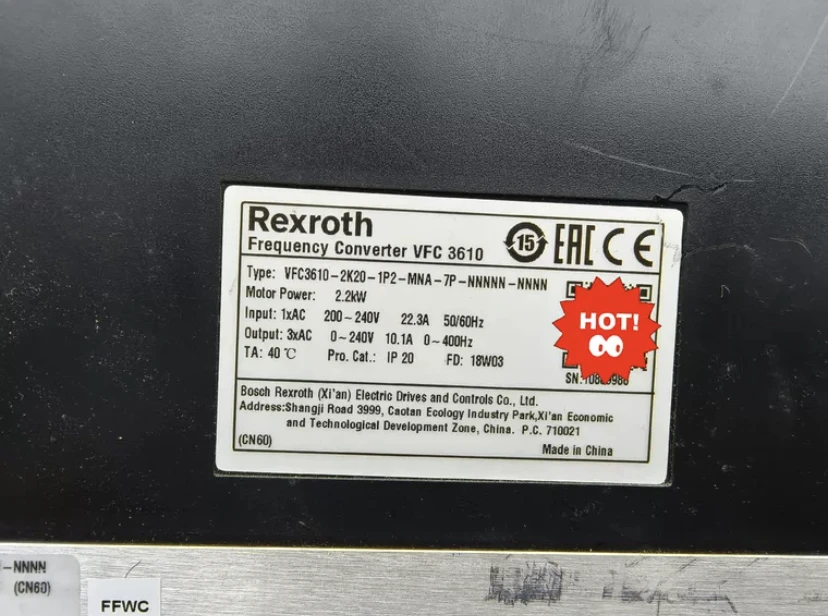 Rexroth
Frequency Converter VFC 3610
15 EAC CE
Type: VFC3610-2K20-1P2-MNA-7P-NNNNN-NNNN
Motor Power: 2.2kW
Input: 1xAC 200~240V 22.3A 50/60Hz
Output: 3xAC 0~240V 10.1A 0~400Hz
TA: 40℃ Pro. Cat.: IP 20 FD: 18W03
HOT!
SN:
Bosch Rexroth (Xi'an) Electric Drives and Controls Co., Ltd.
Address:Shangji Road 3999, Caotan Ecology Industry Park,Xi'an Economic
and Technological Development Zone, China. P.C. 710021
(CN60)
Made in China
-NNNN
(CN60)
FFWC